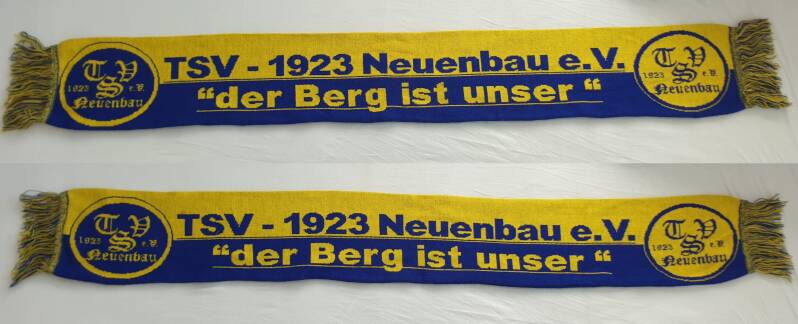 TSV
1923 e.V.
Neuenbau
TSV - 1923 Neuenbau e.V.
“der Berg ist unser “
TSV
1923 e.V.
Neuenbau
TSV
1923 e.V.
Neuenbau
TSV - 1923 Neuenbau e.V.
“der Berg ist unser “
TSV
1923 e.V.
Neuenbau